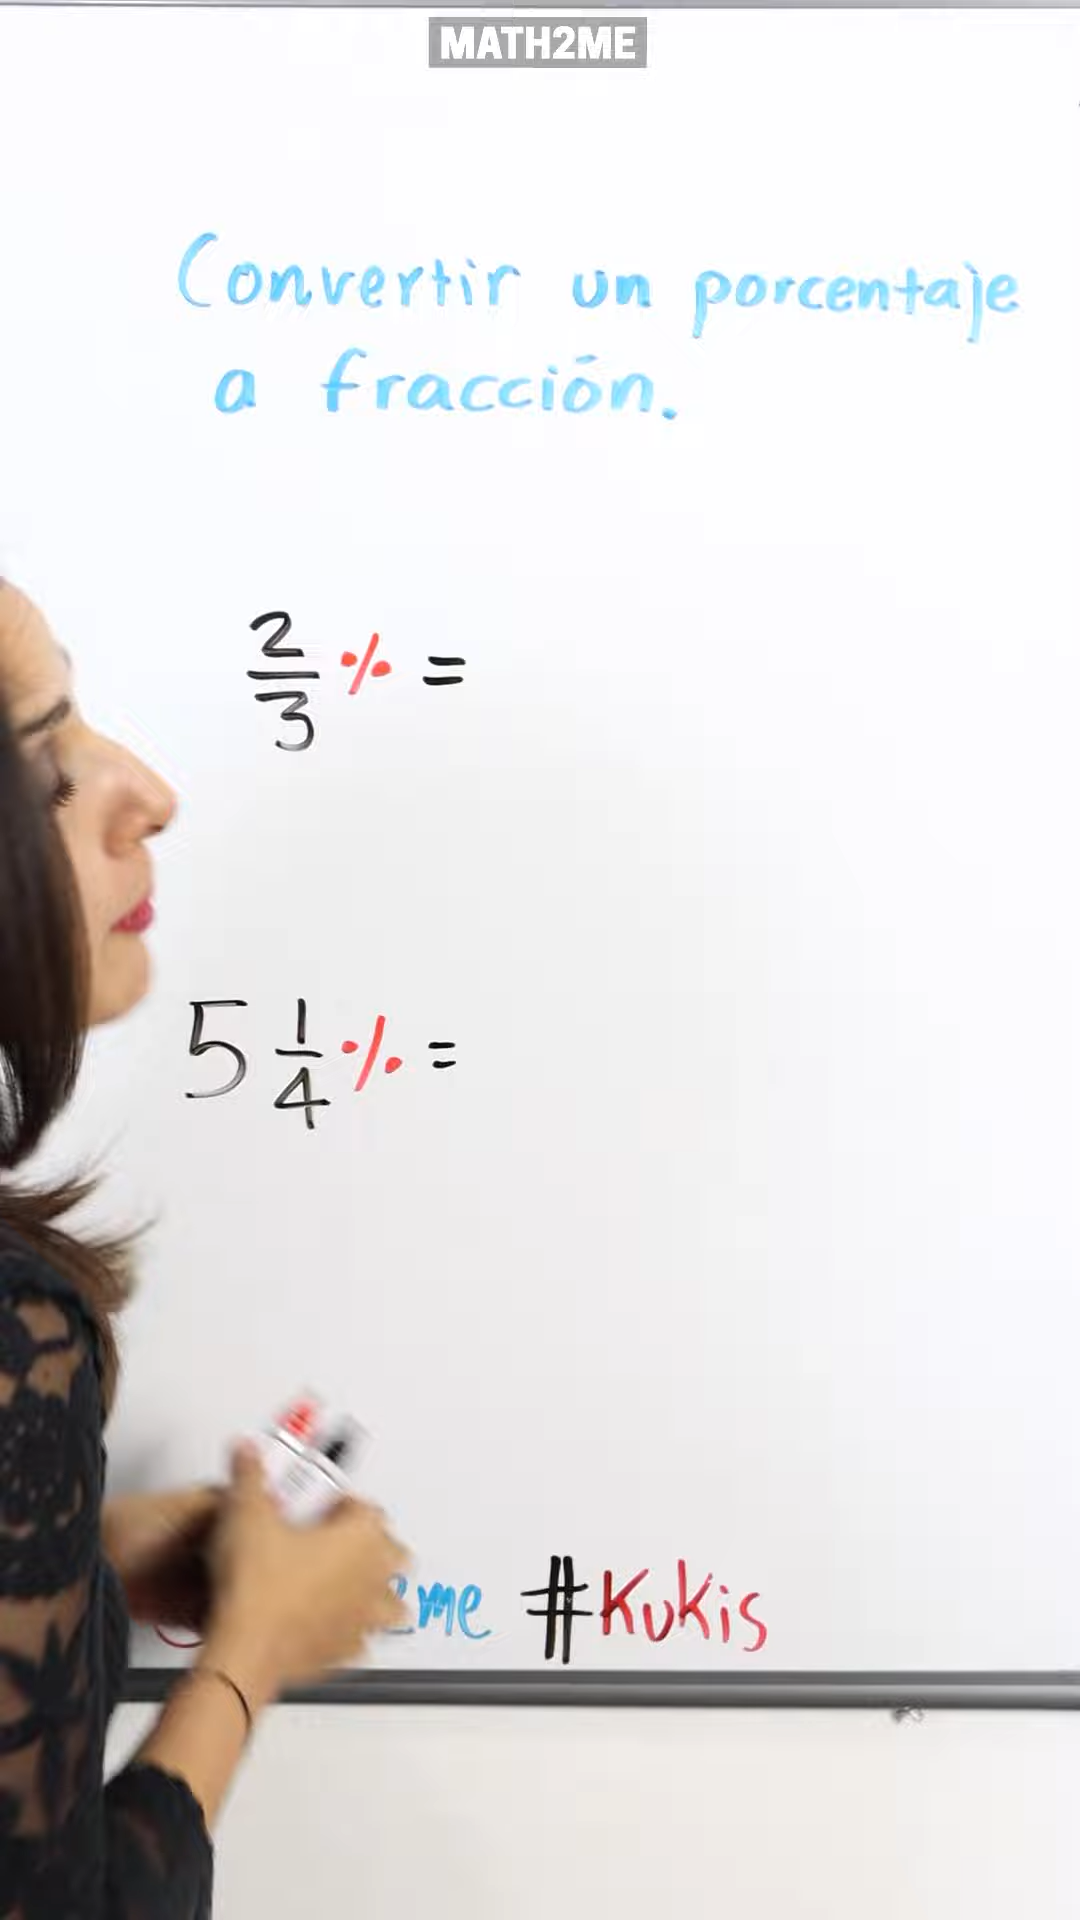 MATH2ME
Convertir un porcentaje
a fracción.
2/3 % =
5 1/4 % =
2me #Kukis